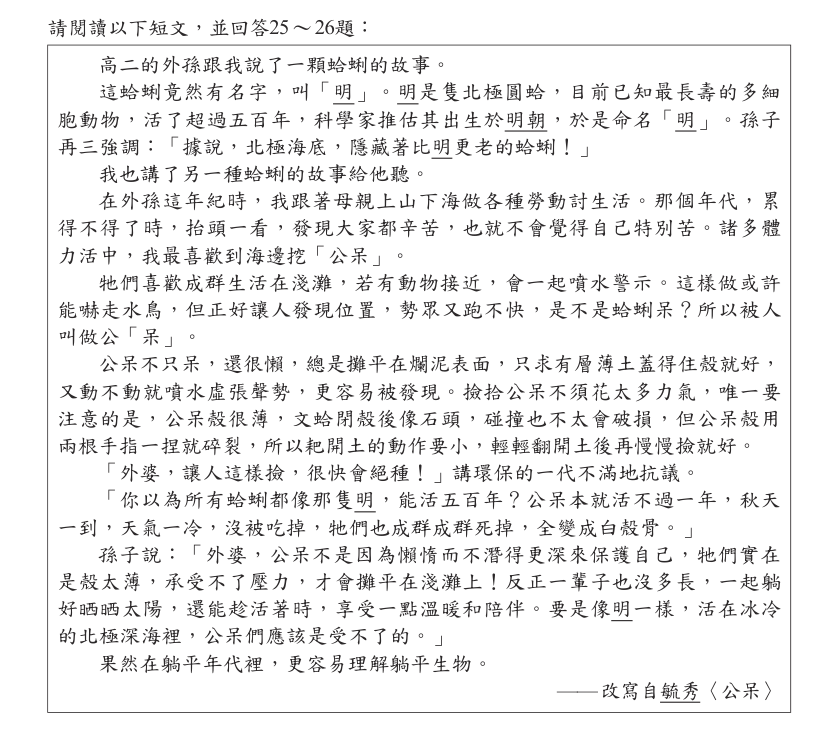 請閱讀以下短文,並回答25~26題:
高二的外孫跟我說了一顆蛤蜊的故事。
這蛤蜊竟然有名字,叫「明」。明是隻北極圓蛤,目前已知最長壽的多細
胞動物,活了超過五百年,科學家推估其出生於明朝,於是命名「明」。孫子
再三強調:「據說,北極海底,隱藏著比明更老的蛤蜊!」
我也講了另一種蛤蜊的故事給他聽。
在外孫這年紀時,我跟著母親上山下海做各種勞動討生活。那個年代,累
得不得了時,抬頭一看,發現大家都辛苦,也就不會覺得自己特別苦。諸多體
力活中,我最喜歡到海邊挖「公呆」。
牠們喜歡成群生活在淺灘,若有動物接近,會一起噴水警示。這樣做或許
能嚇走水鳥,但正好讓人發現位置,勢眾又跑不快,是不是蛤蜊呆?所以被人
叫做公「呆」。
公呆不只呆,還很懶,總是攤平在爛泥表面,只求有層薄土蓋得住殼就好,
又動不動就噴水虛張聲勢,更容易被發現。撿拾公呆不須花太多力氣,唯一要
注意的是,公呆殼很薄,文蛤閉殼後像石頭,碰撞也不太會破損,但公呆殼用
兩根手指一捏就碎裂,所以耙開土的動作要小,輕輕翻開土後再慢慢撿就好。
「外婆,讓人這樣撿,很快會絕種!」講環保的一代不滿地抗議。
「你以為所有蛤蜊都像那隻明,能活五百年?公呆本就活不過一年,秋天
一到,天氣一冷,沒被吃掉,牠們也成群成群死掉,全變成白殼骨。」
孫子說:「外婆,公呆不是因為懶惰而不潛得更深來保護自己,牠們實在
是殼太薄,承受不了壓力,才會攤平在淺灘上!反正一輩子也沒多長,一起躺
好晒晒太陽,還能趁活著時,享受一點溫暖和陪伴。要是像明一樣,活在冰冷
的北極深海裡,公呆們應該是受不了的。」
果然在躺平年代裡,更容易理解躺平生物。
——改寫自毓秀〈公呆〉